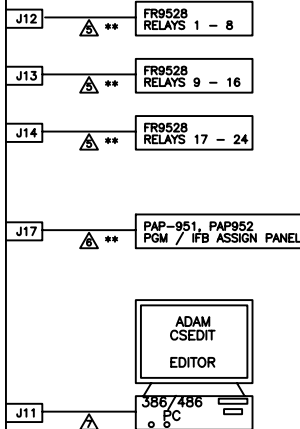 J12
FR9528
RELAYS 1 - 8
5 **
J13
FR9528
RELAYS 9 - 16
5 **
J14
FR9528
RELAYS 17 - 24
5 **
J17
PAP-951, PAP952
PGM / IFB ASSIGN PANEL
6 **
ADAM
CSEDIT
EDITOR
386/486
PC
J11
7